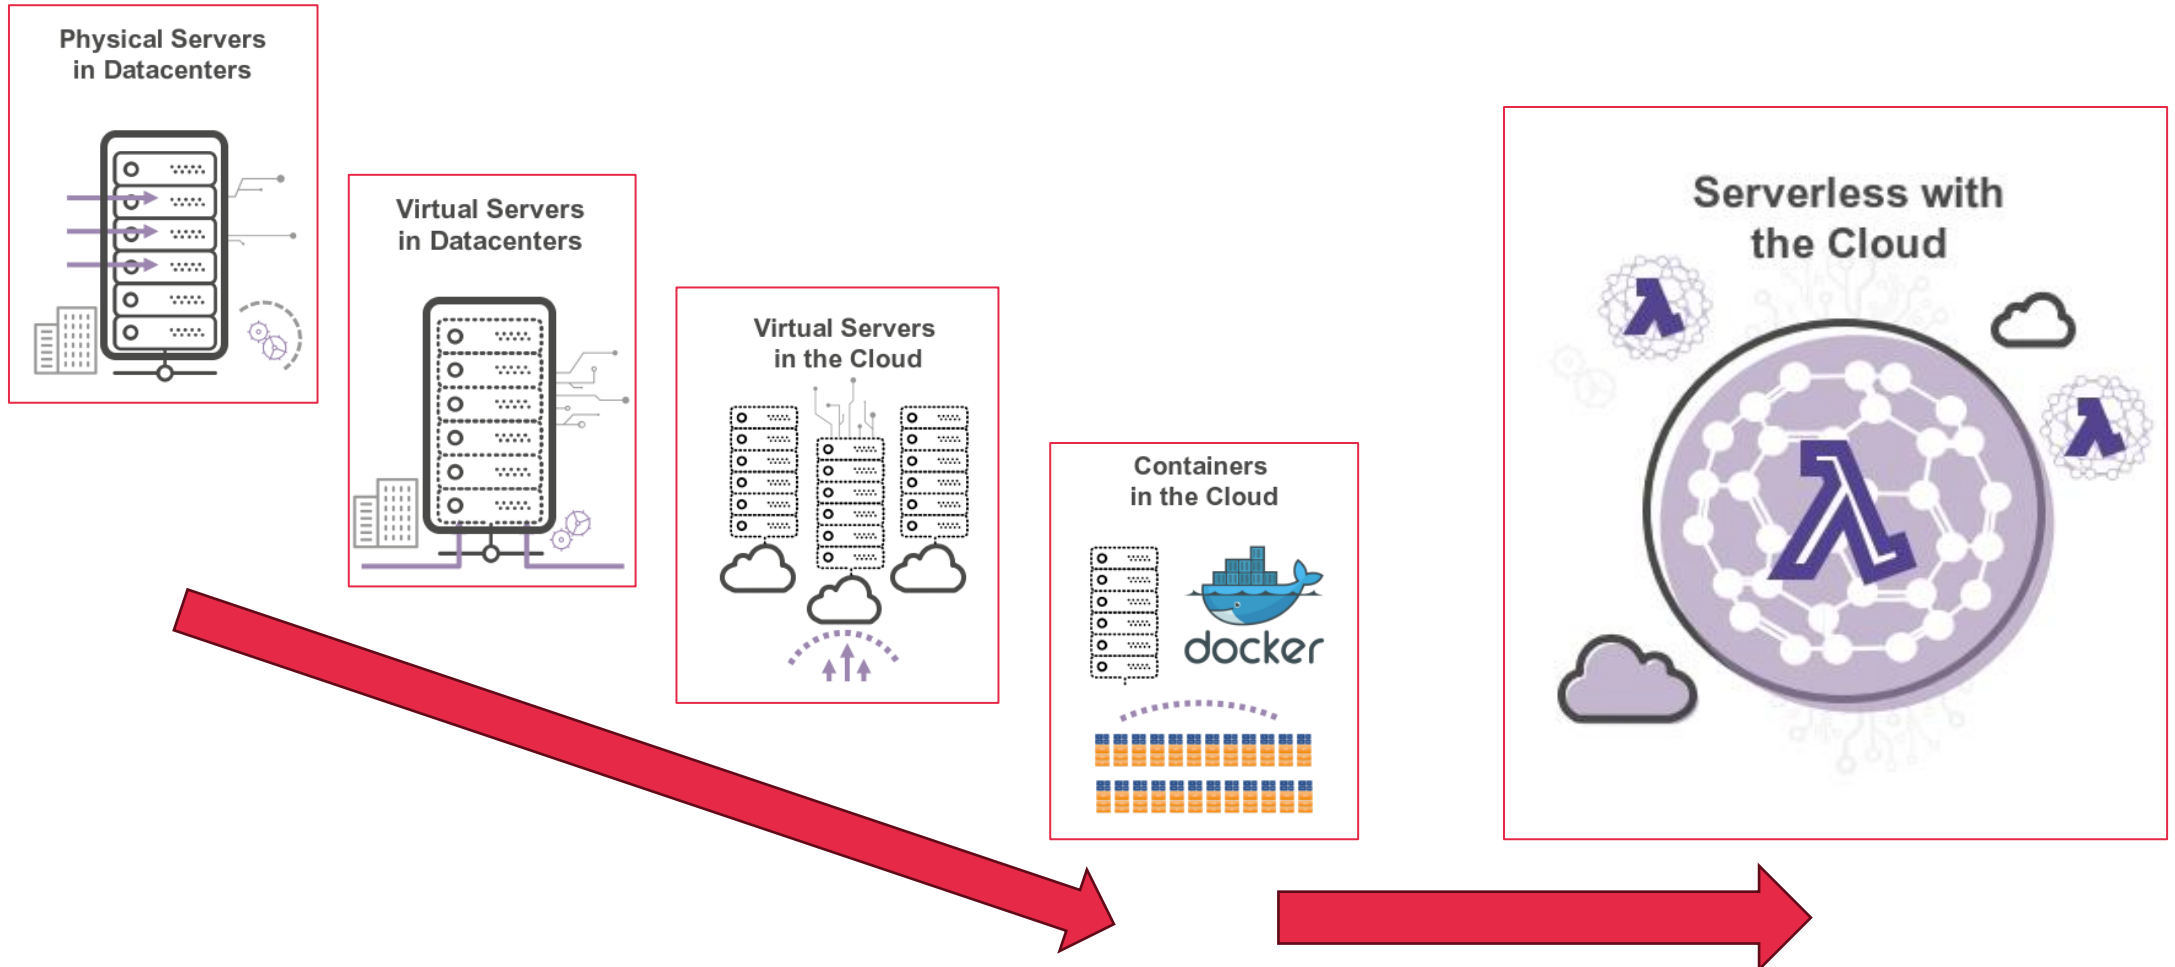 Physical Servers
in Datacenters
Virtual Servers
in Datacenters
Virtual Servers
in the Cloud
Containers
in the Cloud
docker
Serverless with
the Cloud